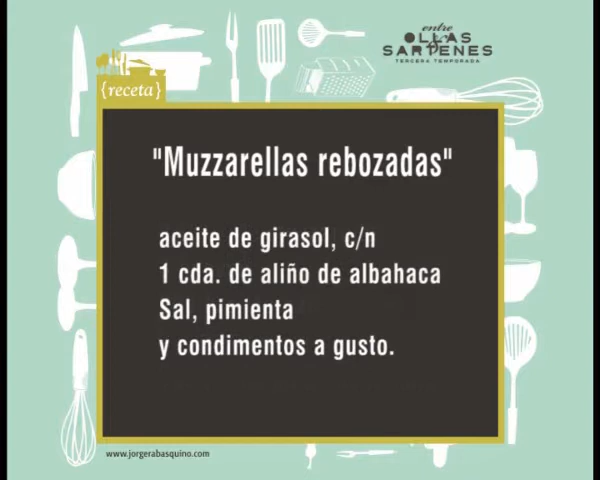 entre
OLLAS
& SARTENES
TERCERA TEMPORADA
{receta}
"Muzzarellas rebozadas"
aceite de girasol, c/n
1 cda. de aliño de albahaca
Sal, pimienta
y condimentos a gusto.
www.jorgerabasquino.com